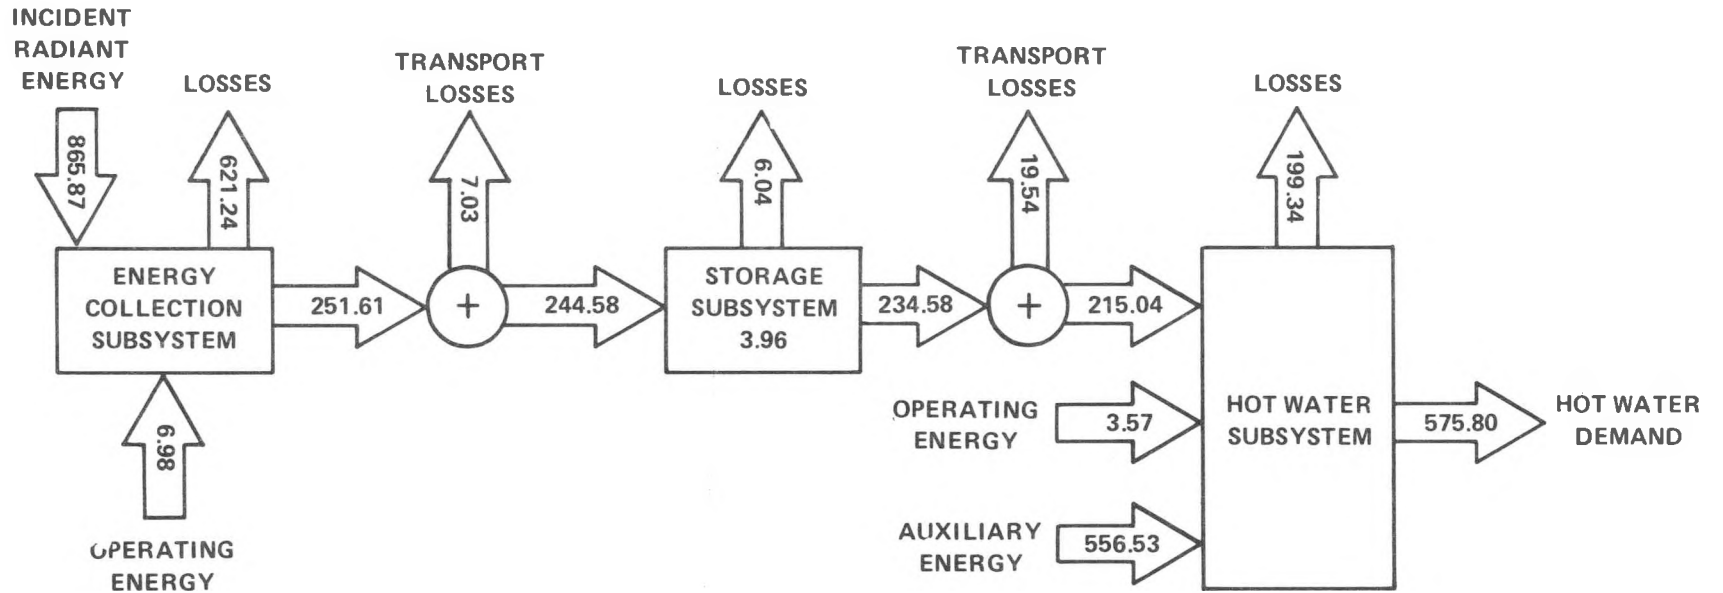 INCIDENT
RADIANT
ENERGY
865.87
LOSSES
621.24
TRANSPORT
LOSSES
7.03
LOSSES
6.04
TRANSPORT
LOSSES
19.54
LOSSES
199.34
ENERGY
COLLECTION
SUBSYSTEM
251.61
+
244.58
STORAGE
SUBSYSTEM
3.96
234.58
+
215.04
6.98
OPERATING
ENERGY
OPERATING
ENERGY
3.57
AUXILIARY
ENERGY
556.53
HOT WATER
SUBSYSTEM
575.80
HOT WATER
DEMAND